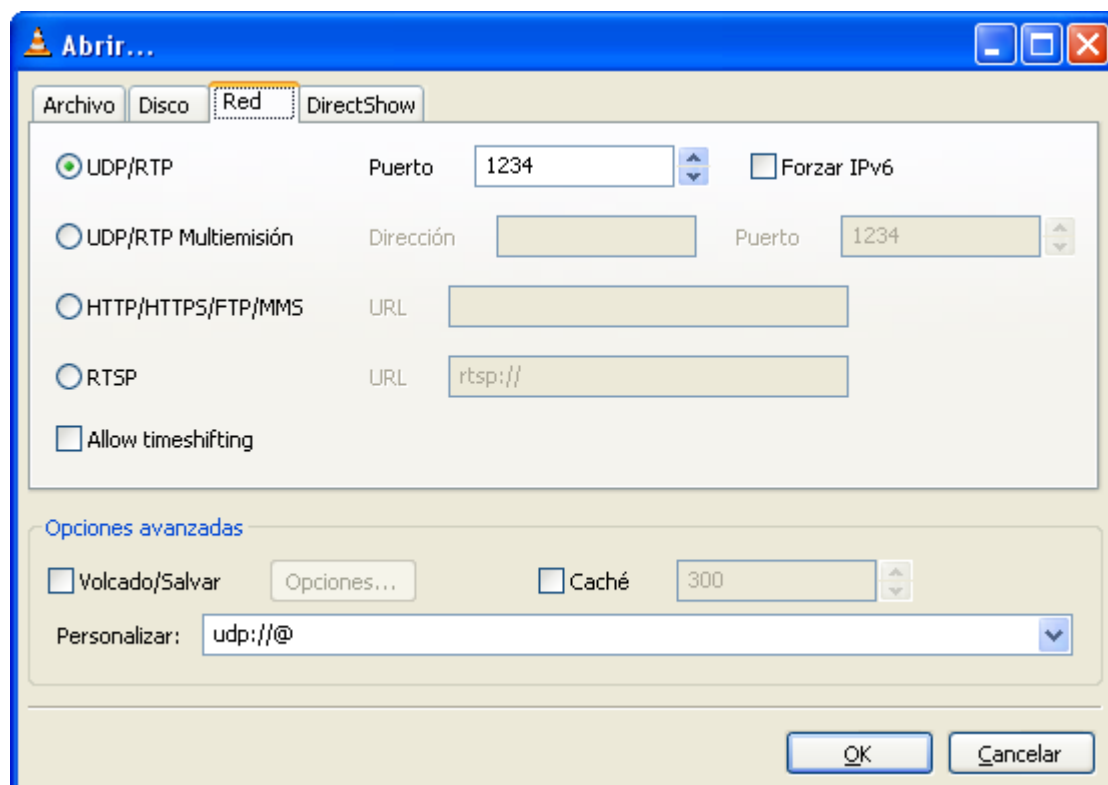 Abrir...
Archivo Disco Red DirectShow
UDP/RTP Puerto 1234 Forzar IPv6
UDP/RTP Multiemisión Dirección Puerto 1234
HTTP/HTTPS/FTP/MMS URL
RTSP URL rtsp://
Allow timeshifting
Opciones avanzadas
Volcado/Salvar Opciones... Caché 300
Personalizar: udp://@
OK Cancelar